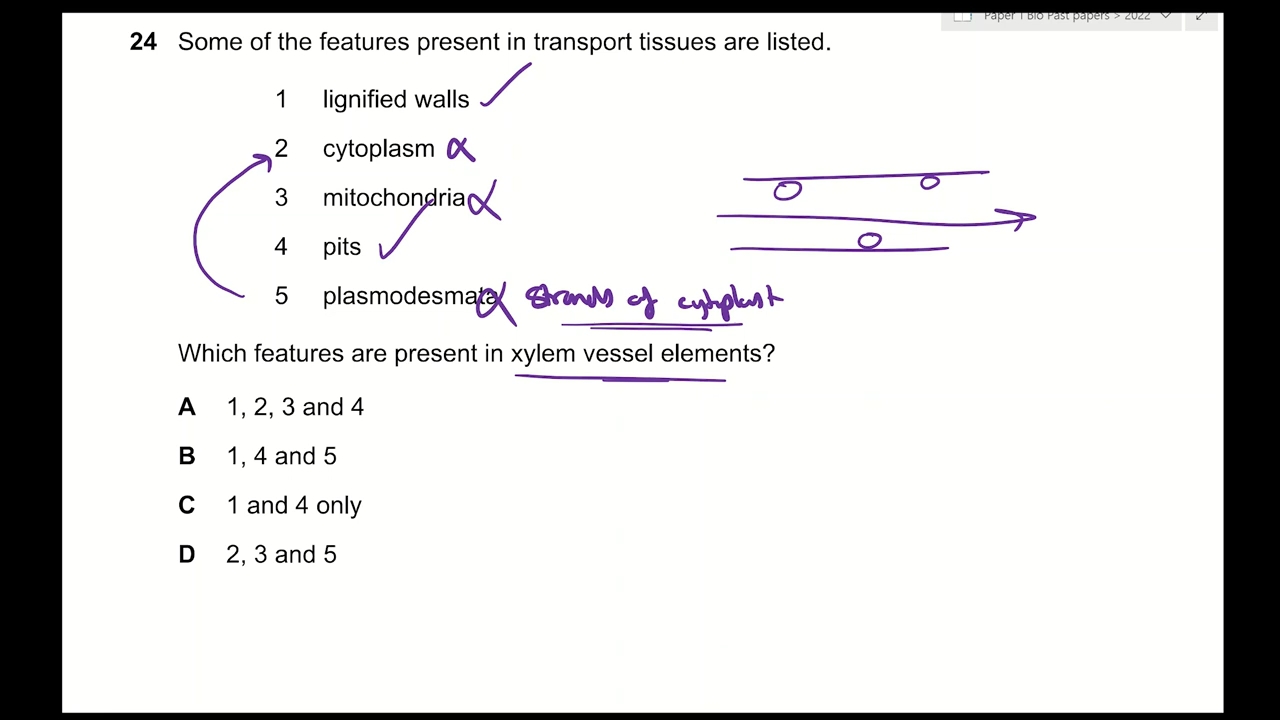 Paper 1 Bio Past papers > 2022
24 Some of the features present in transport tissues are listed.
1 lignified walls
2 cytoplasm
3 mitochondria
4 pits
5 plasmodesmata strands of cytoplast
Which features are present in xylem vessel elements?
A 1, 2, 3 and 4
B 1, 4 and 5
C 1 and 4 only
D 2, 3 and 5